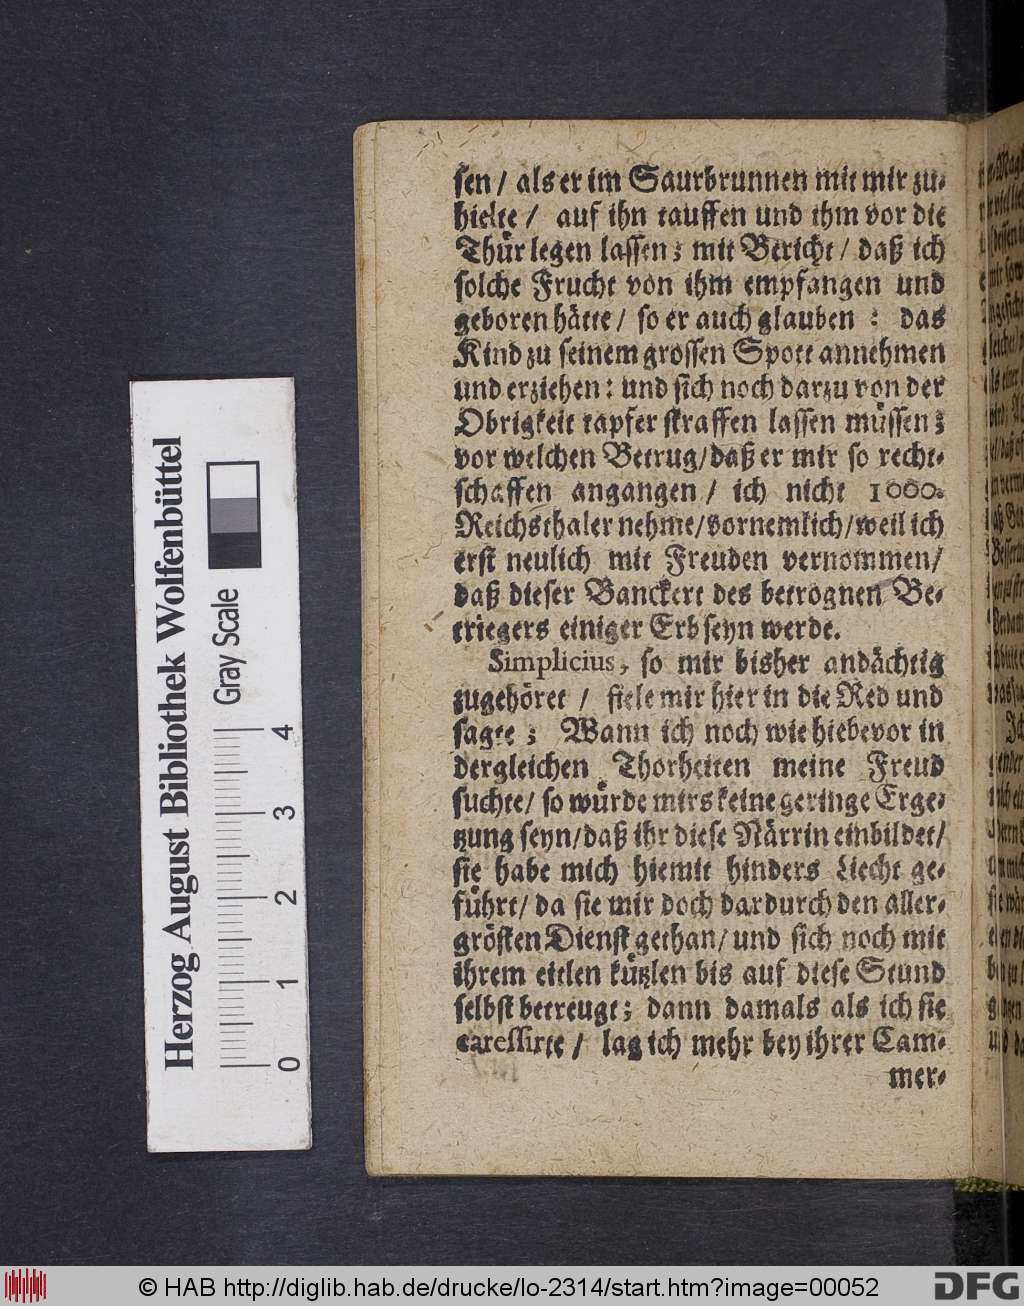 sen / als er im Saurbrunnen mit mir zu-
hielte / auf ihn tauffen und ihm vor die
Thür legen lassen; mit Bericht / daß ich
solche Frucht von ihm empfangen und
geboren hätte / so er auch glauben : das
Kind zu seinem grossen Spott annehmen
und erziehen: und sich noch darzu von der
Obrigkeit tapfer straffen lassen müssen;
vor welchen Betrug/daß er mir so recht-
schaffen angangen / ich nicht 1000.
Reichsthaler nehme/vornemlich/weil ich
erst neulich mit Freuden vernommen/
daß dieser Banckert des betrognen Be-
triegers einiger Erb seyn werde.
Simplicius, so mir bisher andächtig
zugehöret / fiele mir hier in die Red und
sagte ; Wann ich noch wie hiebevor in
dergleichen Thorheiten meine Freud
suchte/ so würde mirs keine geringe Erge-
tzung seyn/daß ihr diese Närrin einbildet/
sie habe mich hiemit hinders Liecht ge-
führt/ da sie mir doch dardurch den aller-
grösten Dienst gethan/ und sich noch mit
ihrem eitelen kützlen bis auf diese Stund
selbst betreugt; dann damals als ich sie
caressirte / lag ich mehr bey ihrer Cam-
mer-
Herzog August Bibliothek Wolfenbüttel
Gray Scale
0 1 2 3 4
© HAB http://diglib.hab.de/drucke/lo-2314/start.htm?image=00052
DFG